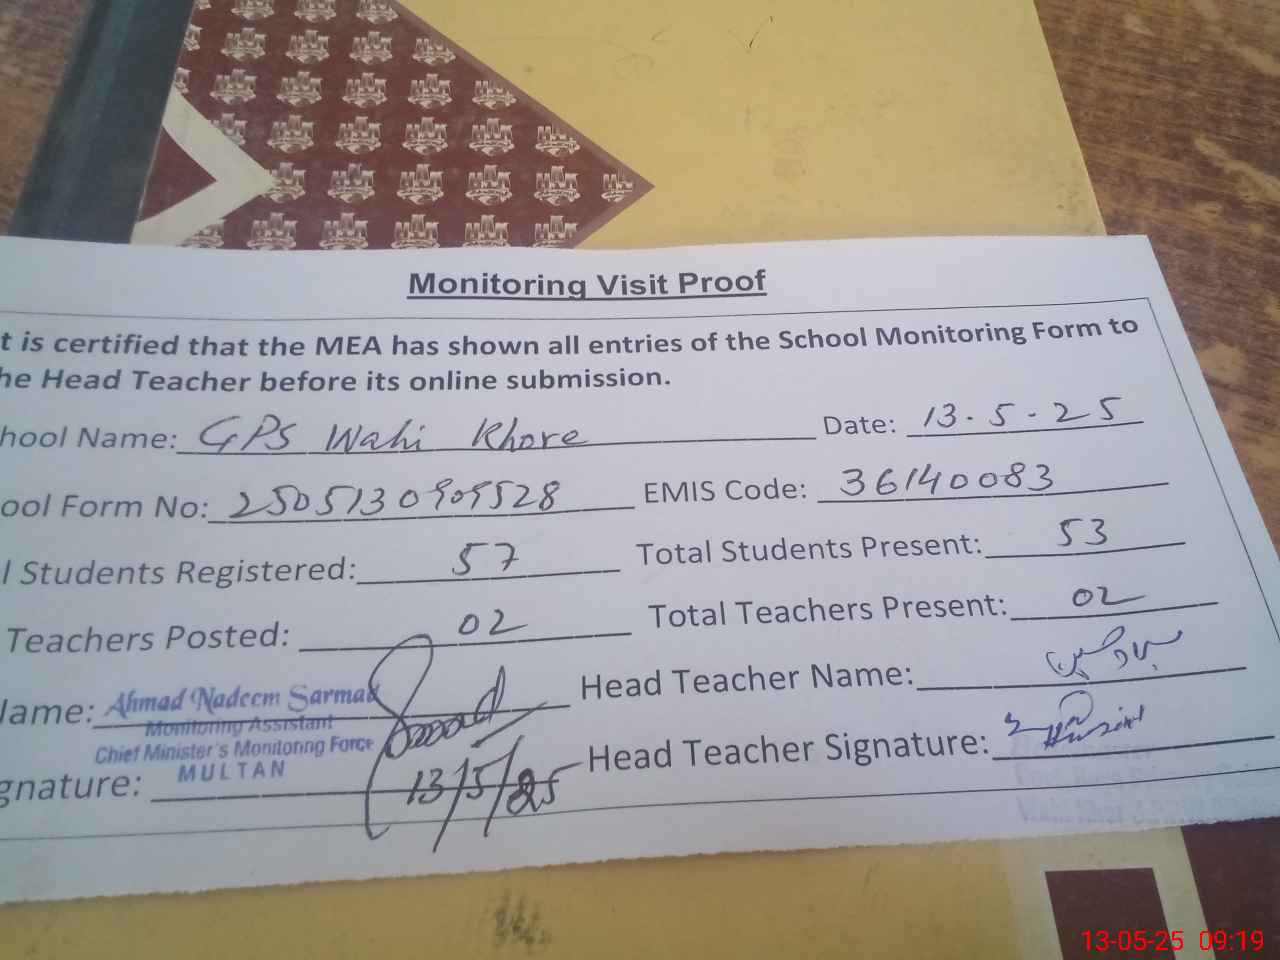 Monitoring Visit Proof
t is certified that the MEA has shown all entries of the School Monitoring Form to
he Head Teacher before its online submission.
hool Name: GPS Wahi Khore Date: 13-5-25
ool Form No: 2505130909528 EMIS Code: 36140083
l Students Registered: 57 Total Students Present: 53
Teachers Posted: 02 Total Teachers Present: 02
Name: Ahmad Nadeem Sarmad Head Teacher Name:
Monitoring Assistant
Chief Minister's Monitoring Force
MULTAN
gnature: 13/5/25 Head Teacher Signature:
13-05-25 09:19